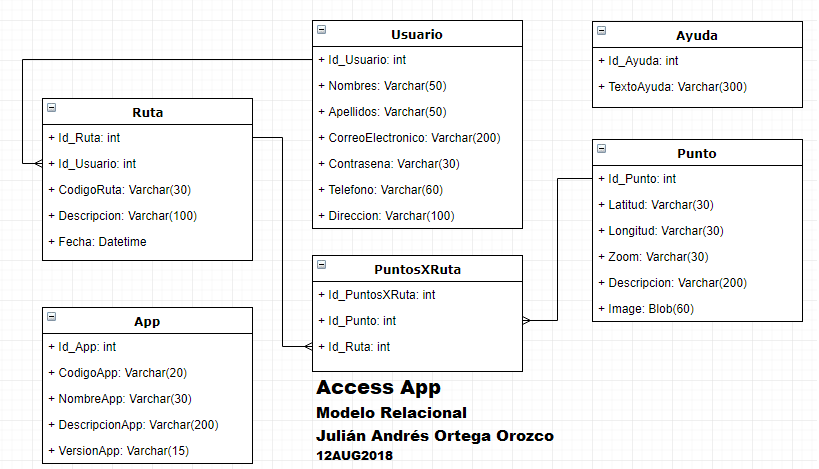 Usuario
+ Id_Usuario: int
+ Nombres: Varchar(50)
+ Apellidos: Varchar(50)
+ CorreoElectronico: Varchar(200)
+ Contrasena: Varchar(30)
+ Telefono: Varchar(60)
+ Direccion: Varchar(100)
Ayuda
+ Id_Ayuda: int
+ TextoAyuda: Varchar(300)
Ruta
+ Id_Ruta: int
+ Id_Usuario: int
+ CodigoRuta: Varchar(30)
+ Descripcion: Varchar(100)
+ Fecha: Datetime
Punto
+ Id_Punto: int
+ Latitud: Varchar(30)
+ Longitud: Varchar(30)
+ Zoom: Varchar(30)
+ Descripcion: Varchar(200)
+ Image: Blob(60)
PuntosXRuta
+ Id_PuntosXRuta: int
+ Id_Punto: int
+ Id_Ruta: int
App
+ Id_App: int
+ CodigoApp: Varchar(20)
+ NombreApp: Varchar(30)
+ DescripcionApp: Varchar(200)
+ VersionApp: Varchar(15)
Access App
Modelo Relacional
Julián Andrés Ortega Orozco
12AUG2018